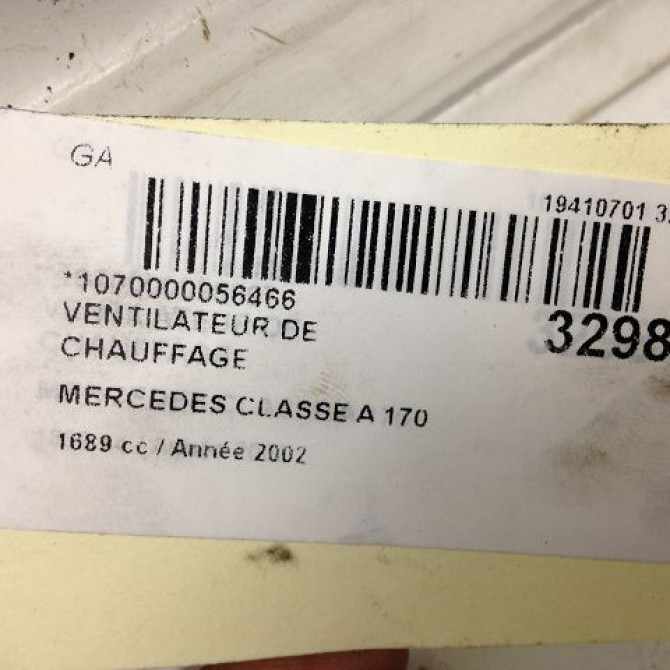 GA
19410701 3
*1070000056466
3298
VENTILATEUR DE
CHAUFFAGE
MERCEDES CLASSE A 170
1689 cc / Année 2002